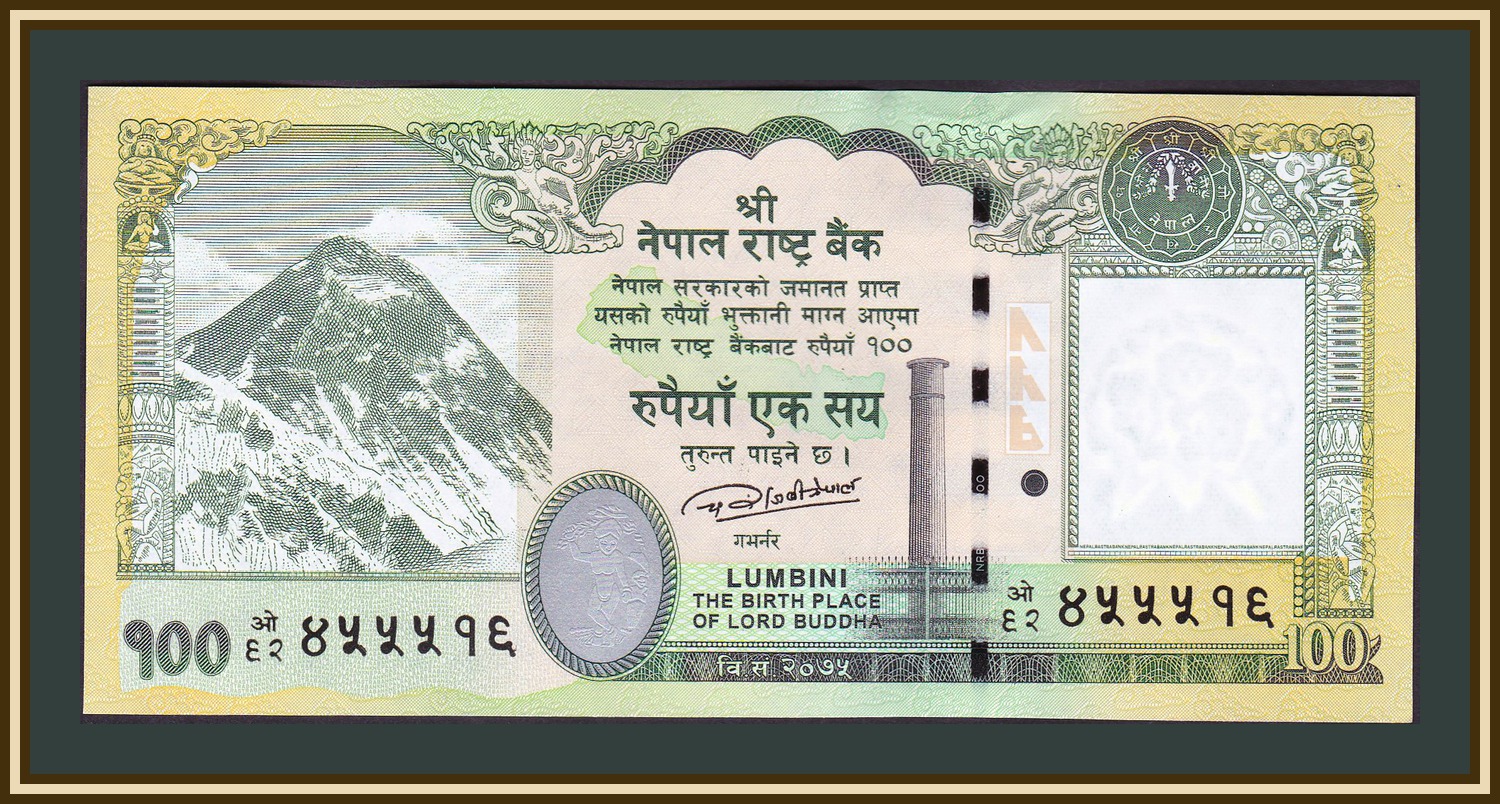 श्री
नेपाल राष्ट्र बैंक
नेपाल सरकारको जमानत प्राप्त
यसको रुपैयाँ भुक्तानी माग्न आएमा
नेपाल राष्ट्र बैंकबाट रुपैयाँ १००
रुपैयाँ एक सय
तुरुन्त पाइने छ ।
गभर्नर
LUMBINI
THE BIRTH PLACE
OF LORD BUDDHA
वि सं २०७५
१०० ओ ६२ ४५५५१६
ओ ६२ ४५५५१६
100
NRB